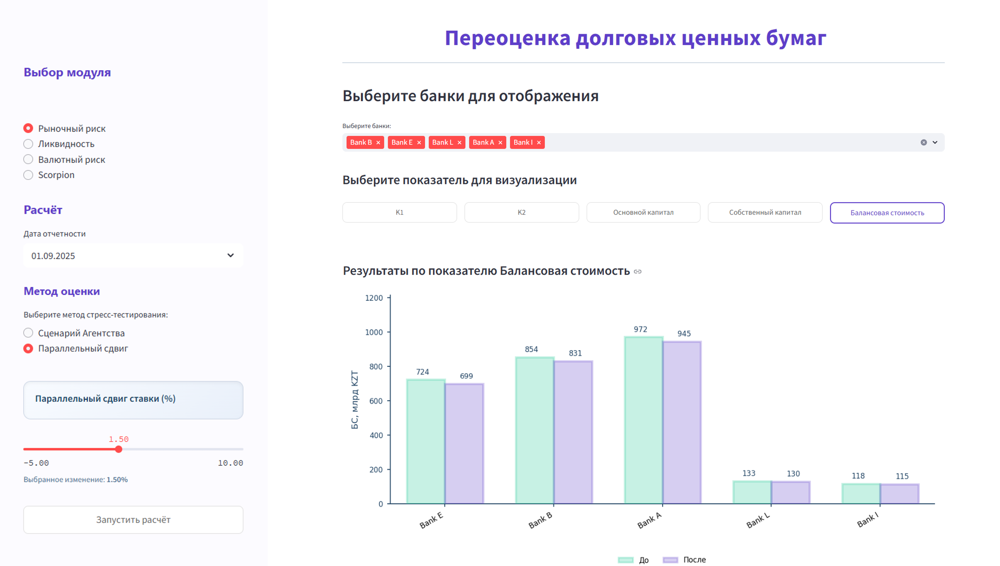 Выбор модуля
Рыночный риск
Ликвидность
Валютный риск
Scorpion
Расчёт
Дата отчетности
01.09.2025
Метод оценки
Выберите метод стресс-тестирования:
Сценарий Агентства
Параллельный сдвиг
Параллельный сдвиг ставки (%)
1.50
-5.00 10.00
Выбранное изменение: 1.50%
Запустить расчёт
Переоценка долговых ценных бумаг
Выберите банки для отображения
Выберите банки:
Bank B × Bank E × Bank L × Bank A × Bank I ×
Выберите показатель для визуализации
K1 K2 Основной капитал Собственный капитал Балансовая стоимость
Результаты по показателю Балансовая стоимость
БС, млрд KZT
1200
1000
800
600
400
200
0
724 699 854 831 972 945 133 130 118 115
Bank E Bank B Bank A Bank L Bank I
До После